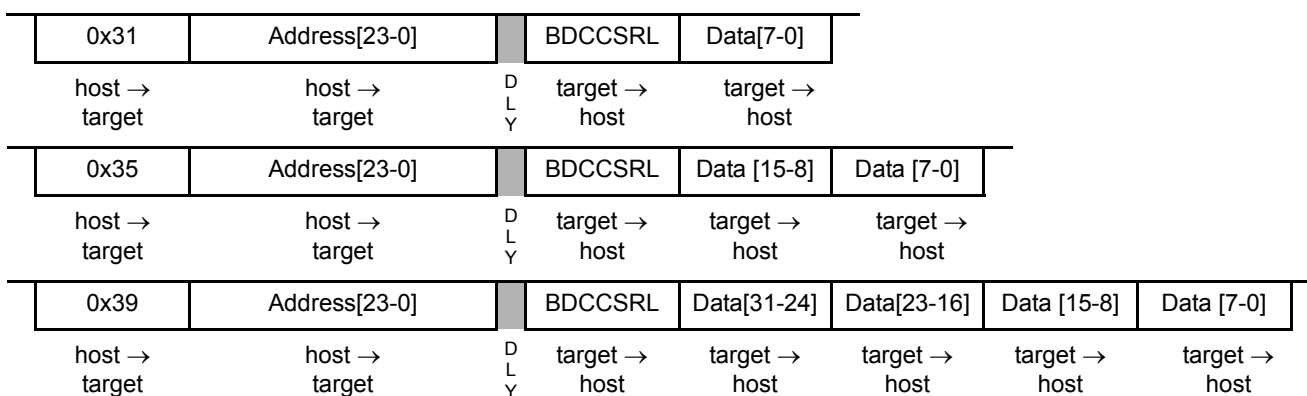 0x31 Address[23-0] BDCCSRL Data[7-0]
host → host → D target → target →
target target L host host
Y
0x35 Address[23-0] BDCCSRL Data [15-8] Data [7-0]
host → host → D target → target → target →
target target L host host host
Y
0x39 Address[23-0] BDCCSRL Data[31-24] Data[23-16] Data [15-8] Data [7-0]
host → host → D target → target → target → target → target →
target target L host host host host host
Y